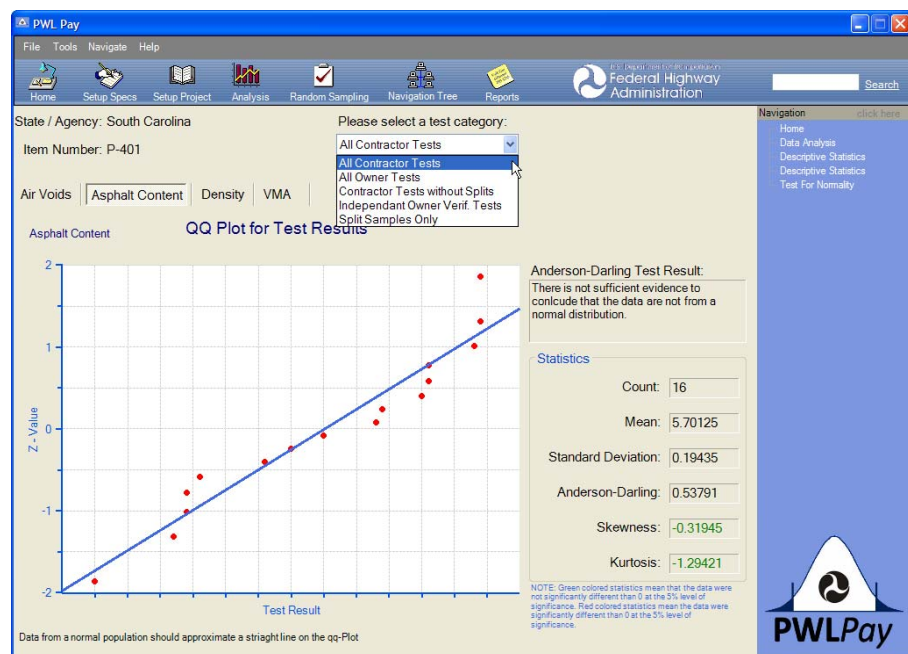 PWL Pay
File Tools Navigate Help
Home Setup Specs Setup Project Analysis Random Sampling Navigation Tree Reports
Federal Highway
Administration
Search
State / Agency: South Carolina
Item Number: P-401
Please select a test category:
All Contractor Tests
All Contractor Tests
All Owner Tests
Contractor Tests without Splits
Independant Owner Verif. Tests
Split Samples Only
Navigation click here
Home
Data Analysis
Descriptive Statistics
Descriptive Statistics
Test For Normality
Air Voids Asphalt Content Density VMA
Asphalt Content
QQ Plot for Test Results
2
1
0
-1
-2
Z - Value
Test Result
Data from a normal population should approximate a striaght line on the qq-Plot
Anderson-Darling Test Result:
There is not sufficient evidence to
conlcude that the data are not from a
normal distribution.
Statistics
Count: 16
Mean: 5.70125
Standard Deviation: 0.19435
Anderson-Darling: 0.53791
Skewness: -0.31945
Kurtosis: -1.29421
NOTE: Green colored statistics mean that the data were
not significantly different than 0 at the 5% level of
significance. Red colored statistics mean the data were
significantly different than 0 at the 5% level of
significance.
PWLPay